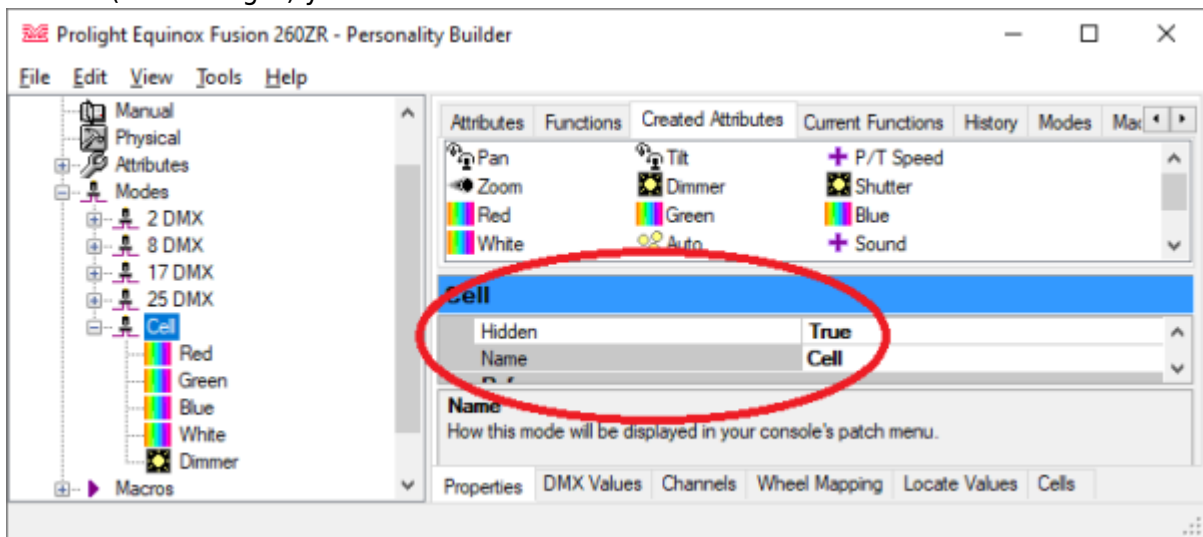 Prolight Equinox Fusion 260ZR - Personality Builder
File Edit View Tools Help
Manual
Physical
Attributes
Modes
2 DMX
8 DMX
17 DMX
25 DMX
Cell
Red
Green
Blue
White
Dimmer
Macros
Attributes Functions Created Attributes Current Functions History Modes
Pan Tilt P/T Speed
Zoom Dimmer Shutter
Red Green Blue
White Auto Sound
Cell
Hidden True
Name Cell
Name
How this mode will be displayed in your console's patch menu.
Properties DMX Values Channels Wheel Mapping Locate Values Cells